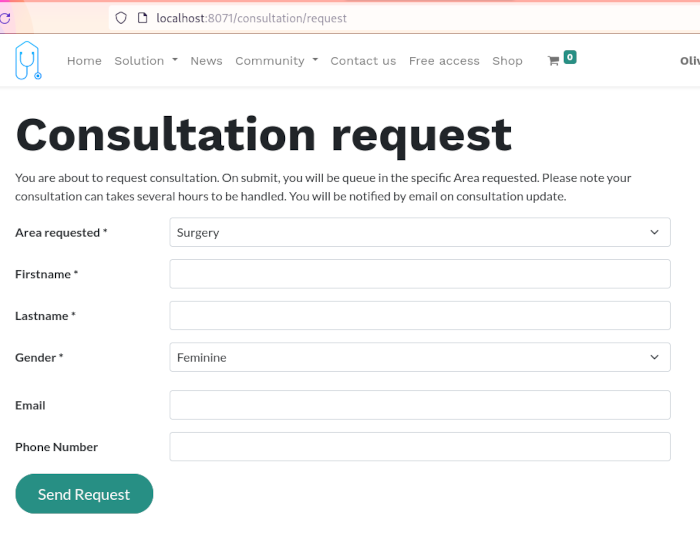 localhost:8071/consultation/request
Home Solution News Community Contact us Free access Shop 0
Consultation request
You are about to request consultation. On submit, you will be queue in the specific Area requested. Please note your
consultation can takes several hours to be handled. You will be notified by email on consultation update.
Area requested * Surgery
Firstname *
Lastname *
Gender * Feminine
Email
Phone Number
Send Request